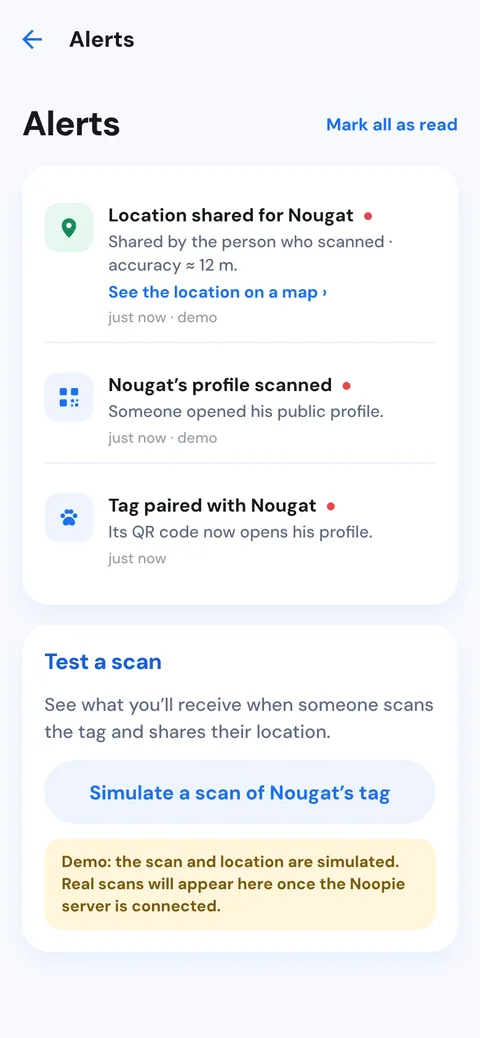 Alerts
Alerts
Mark all as read
Location shared for Nougat
Shared by the person who scanned ·
accuracy ≈ 12 m.
See the location on a map ›
just now · demo
Nougat’s profile scanned
Someone opened his public profile.
just now · demo
Tag paired with Nougat
Its QR code now opens his profile.
just now
Test a scan
See what you’ll receive when someone scans
the tag and shares their location.
Simulate a scan of Nougat’s tag
Demo: the scan and location are simulated.
Real scans will appear here once the Noopie
server is connected.